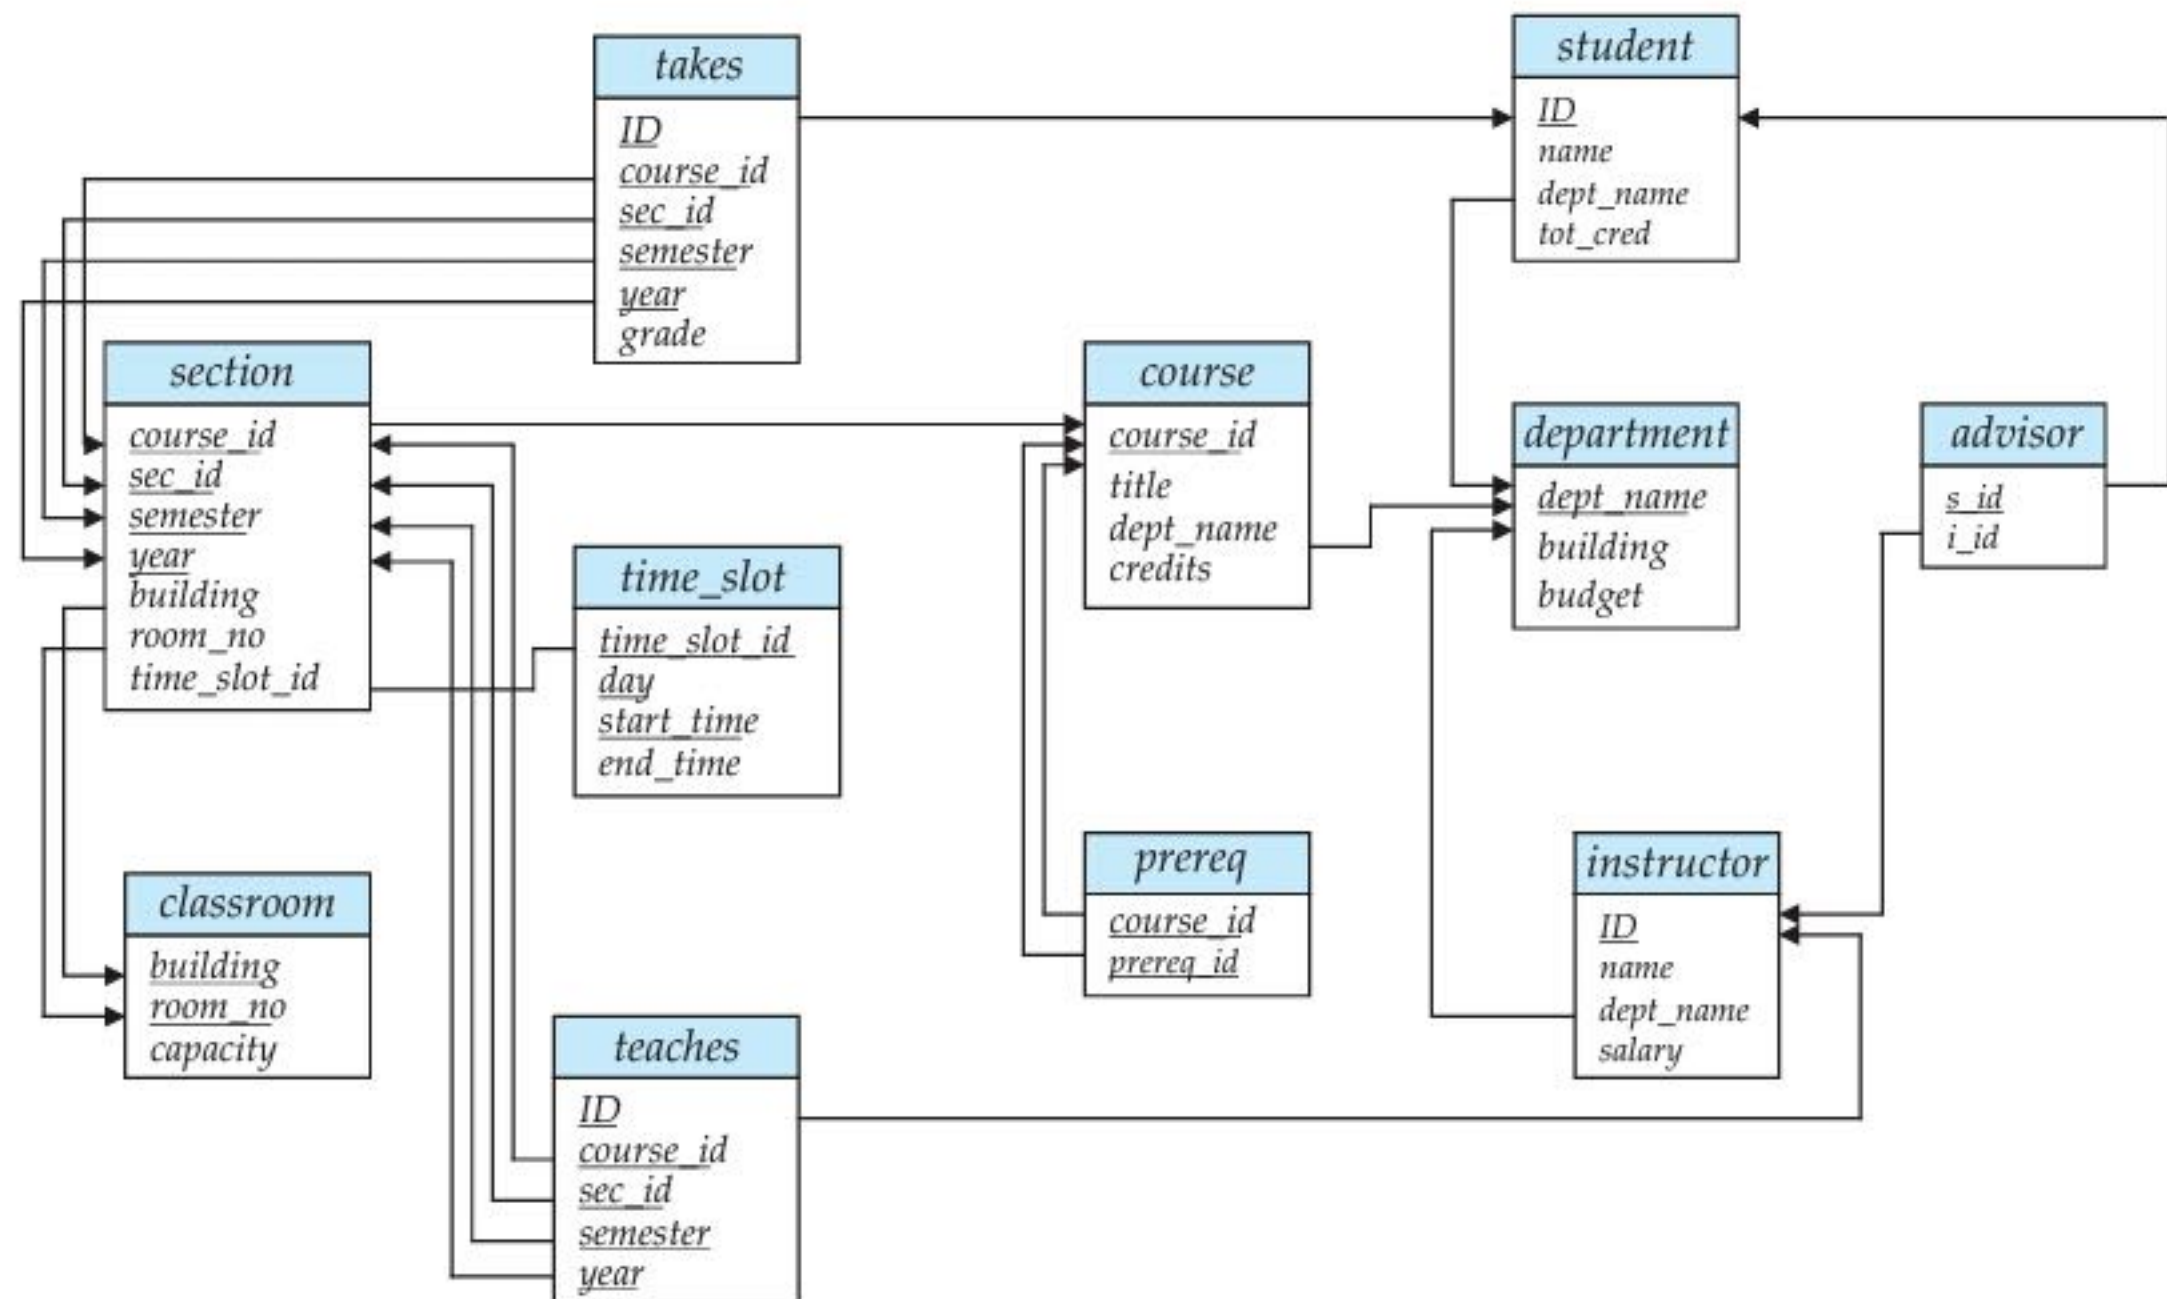 takes
ID
course_id
sec_id
semester
year
grade
student
ID
name
dept_name
tot_cred
section
course_id
sec_id
semester
year
building
room_no
time_slot_id
time_slot
time_slot_id
day
start_time
end_time
course
course_id
title
dept_name
credits
department
dept_name
building
budget
advisor
s_id
i_id
classroom
building
room_no
capacity
prereq
course_id
prereq_id
instructor
ID
name
dept_name
salary
teaches
ID
course_id
sec_id
semester
year